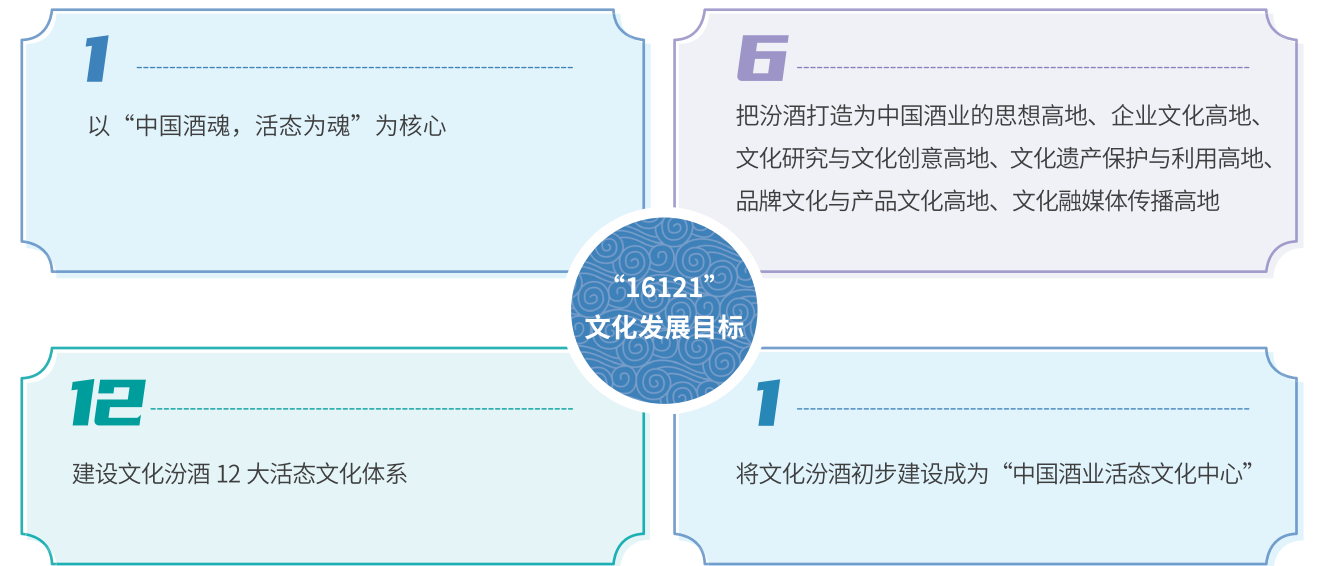 1
以“中国酒魂，活态为魂”为核心
6
把汾酒打造为中国酒业的思想高地、企业文化高地、
文化研究与文化创意高地、文化遗产保护与利用高地、
品牌文化与产品文化高地、文化融媒体传播高地
“16121”
文化发展目标
12
建设文化汾酒 12 大活态文化体系
1
将文化汾酒初步建设成为“中国酒业活态文化中心”